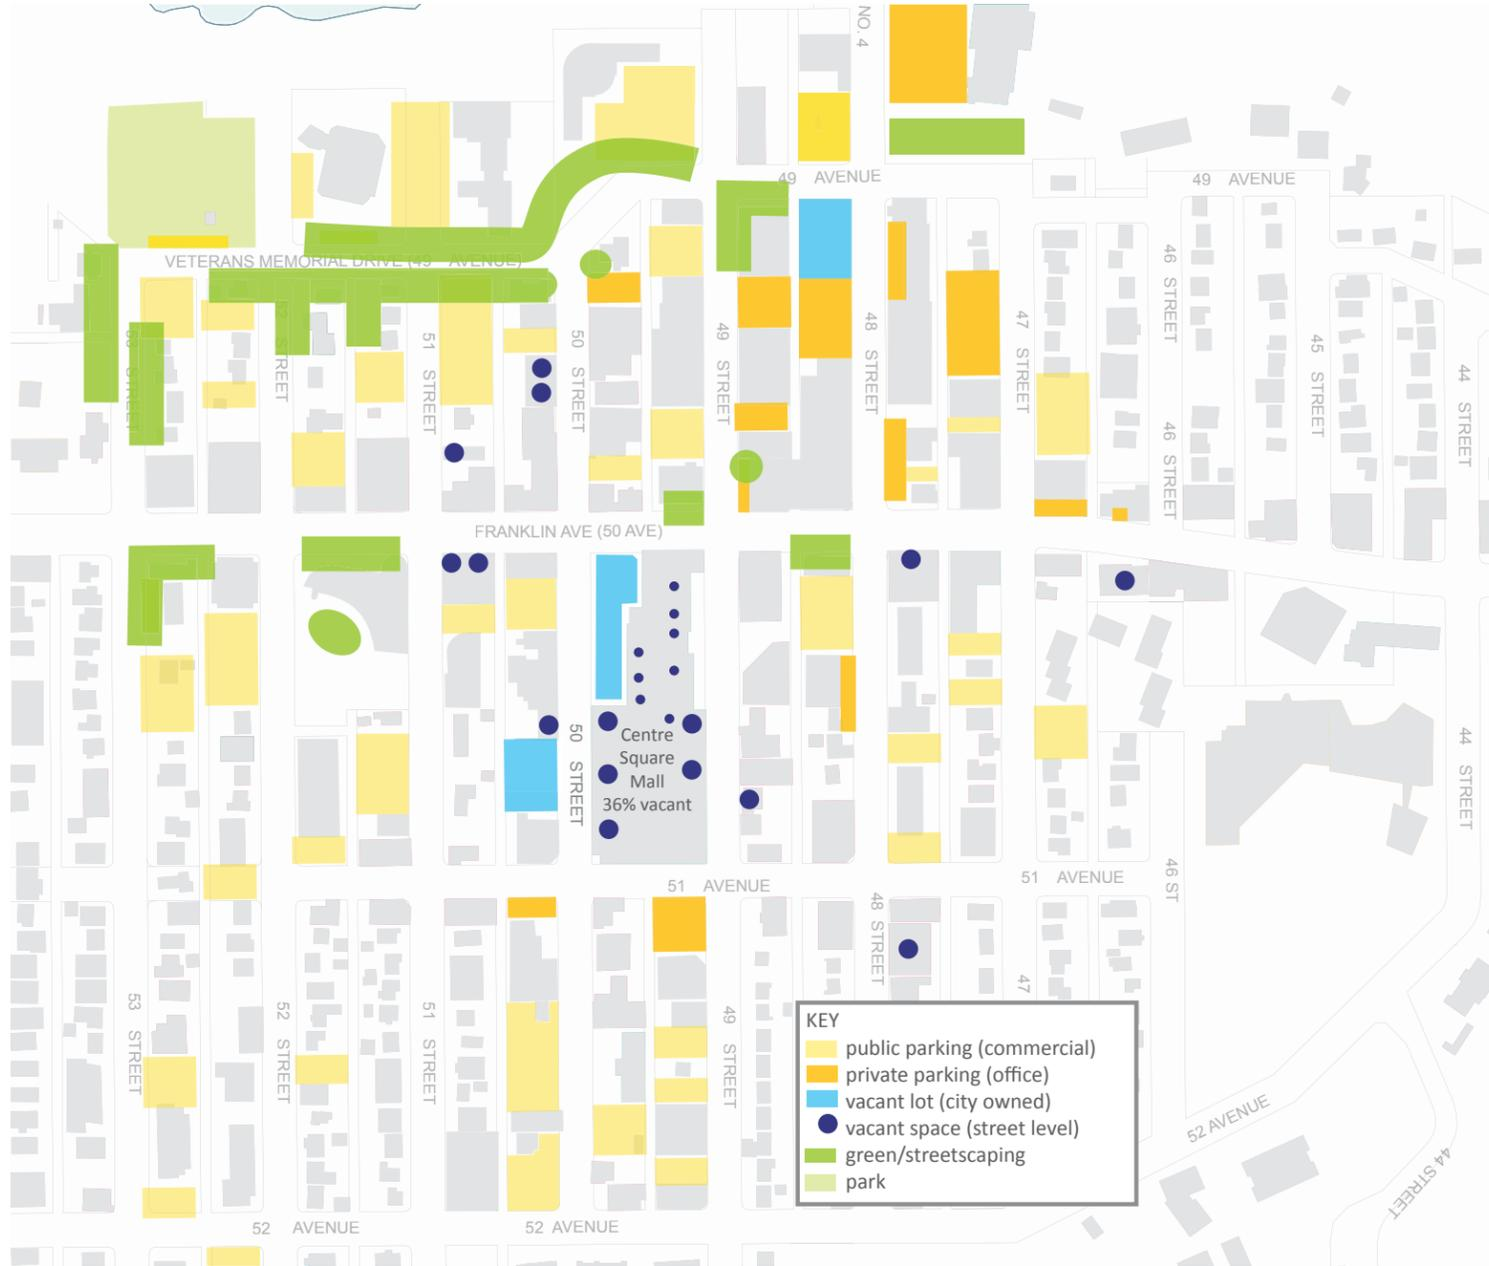 NO. 4
49 AVENUE
49 AVENUE
VETERANS MEMORIAL DRIVE (49 AVENUE)
53 STREET
STREET
51 STREET
50 STREET
49 STREET
48 STREET
47 STREET
46 STREET
46 STREET
45 STREET
44 STREET
FRANKLIN AVE (50 AVE)
50 STREET
Centre
Square
Mall
36% vacant
44 STREET
51 AVENUE
51 AVENUE
46 ST
48 STREET
53 STREET
52 STREET
51 STREET
49 STREET
47
KEY
public parking (commercial)
private parking (office)
vacant lot (city owned)
vacant space (street level)
green/streetscaping
park
52 AVENUE
44 STREET
52 AVENUE
52 AVENUE